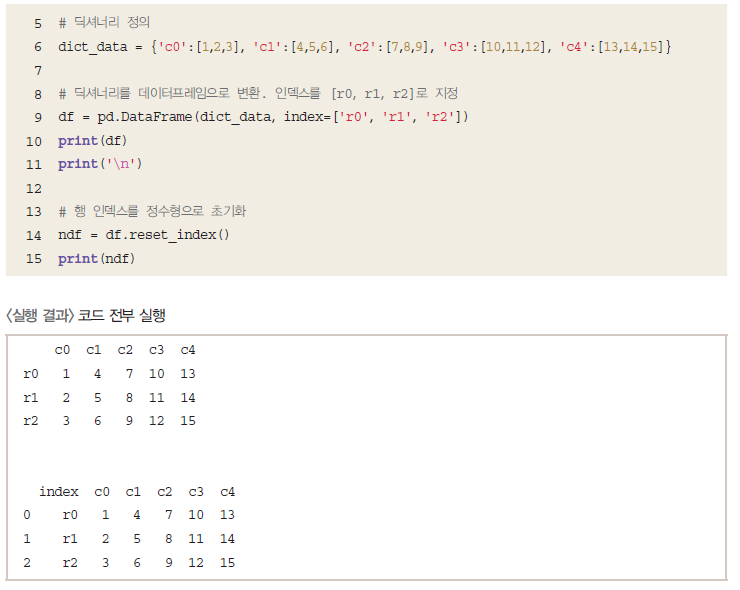 5 # 딕셔너리 정의
6 dict_data = {'c0':[1,2,3], 'c1':[4,5,6], 'c2':[7,8,9], 'c3':[10,11,12], 'c4':[13,14,15]}
7
8 # 딕셔너리를 데이터프레임으로 변환. 인덱스를 [r0, r1, r2]로 지정
9 df = pd.DataFrame(dict_data, index=['r0', 'r1', 'r2'])
10 print(df)
11 print('\n')
12
13 # 행 인덱스를 정수형으로 초기화
14 ndf = df.reset_index()
15 print(ndf)
〈실행 결과〉 코드 전부 실행
c0 c1 c2 c3 c4
r0 1 4 7 10 13
r1 2 5 8 11 14
r2 3 6 9 12 15
index c0 c1 c2 c3 c4
0 r0 1 4 7 10 13
1 r1 2 5 8 11 14
2 r2 3 6 9 12 15